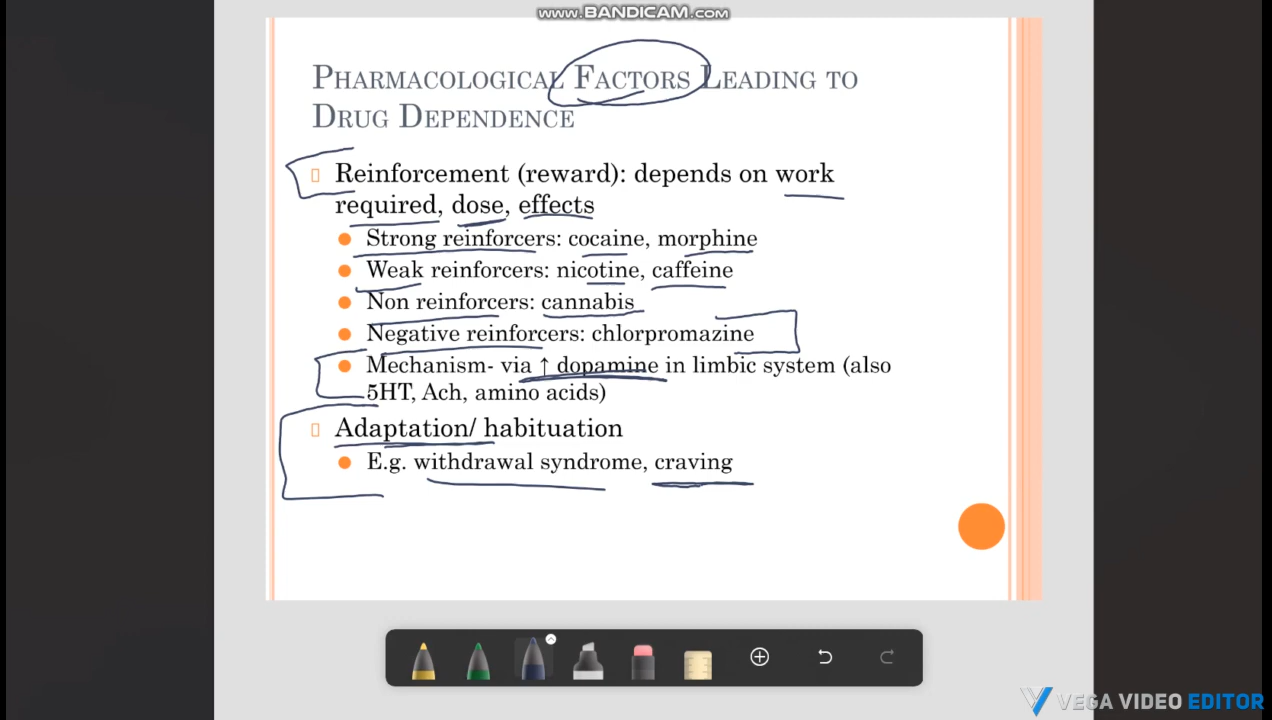 www.BANDICAM.com
PHARMACOLOGICAL FACTORS LEADING TO
DRUG DEPENDENCE
Reinforcement (reward): depends on work
required, dose, effects
Strong reinforcers: cocaine, morphine
Weak reinforcers: nicotine, caffeine
Non reinforcers: cannabis
Negative reinforcers: chlorpromazine
Mechanism- via ↑ dopamine in limbic system (also
5HT, Ach, amino acids)
Adaptation/ habituation
E.g. withdrawal syndrome, craving
VEGA VIDEO EDITOR